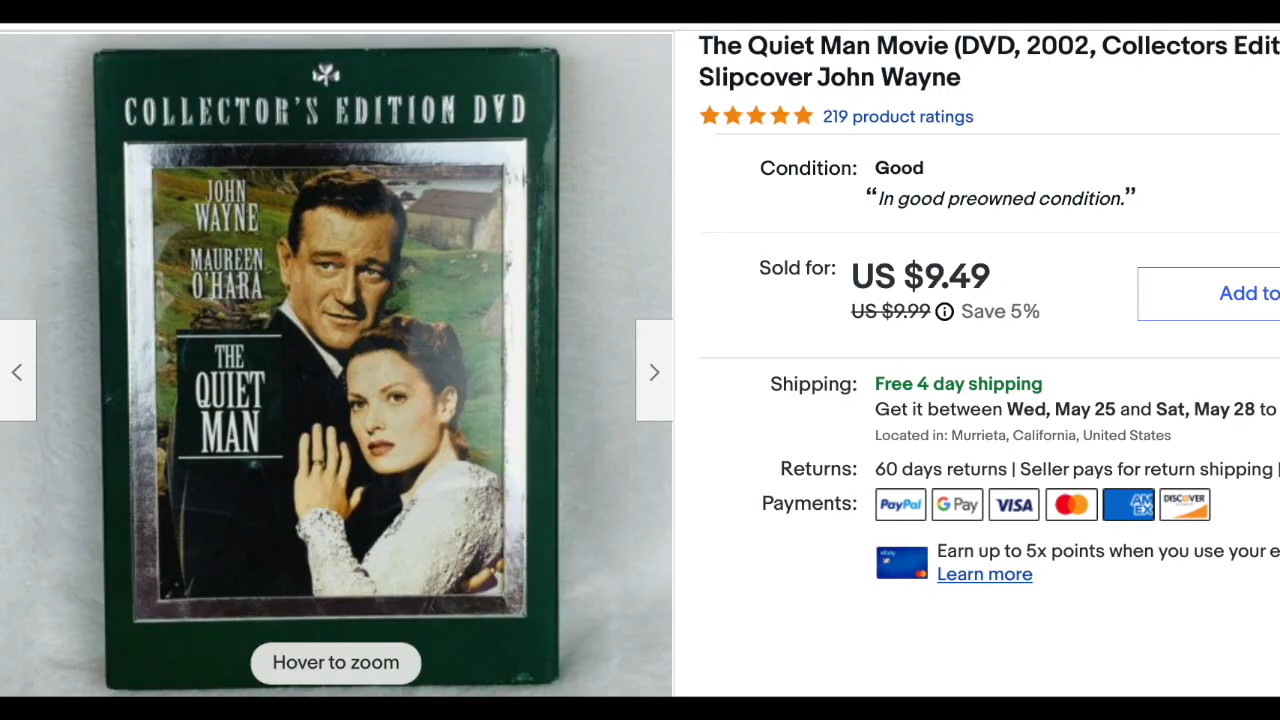 COLLECTOR'S EDITION DVD
JOHN
WAYNE
MAUREEN
O'HARA
THE
QUIET
MAN
Hover to zoom
The Quiet Man Movie (DVD, 2002, Collectors Edit
Slipcover John Wayne
219 product ratings
Condition: Good
“In good preowned condition.”
Sold for: US $9.49
US $9.99 Save 5%
Add to
Shipping: Free 4 day shipping
Get it between Wed, May 25 and Sat, May 28 to
Located in: Murrieta, California, United States
Returns: 60 days returns | Seller pays for return shipping |
Payments: PayPal G Pay VISA AM EX DISCOVER
Earn up to 5x points when you use your e
Learn more